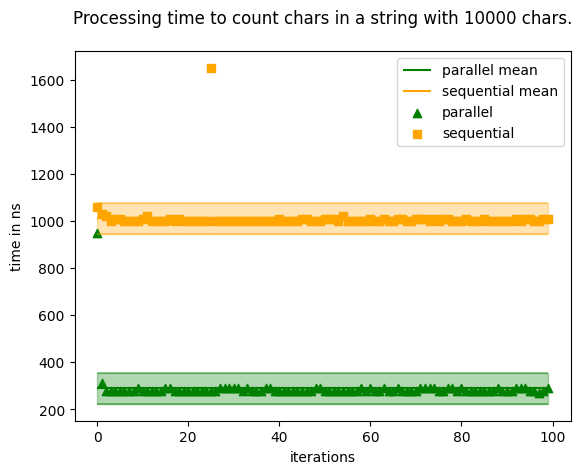 Processing time to count chars in a string with 10000 chars.
parallel mean
sequential mean
parallel
sequential
time in ns
1600
1400
1200
1000
800
600
400
200
0
20
40
60
80
100
iterations